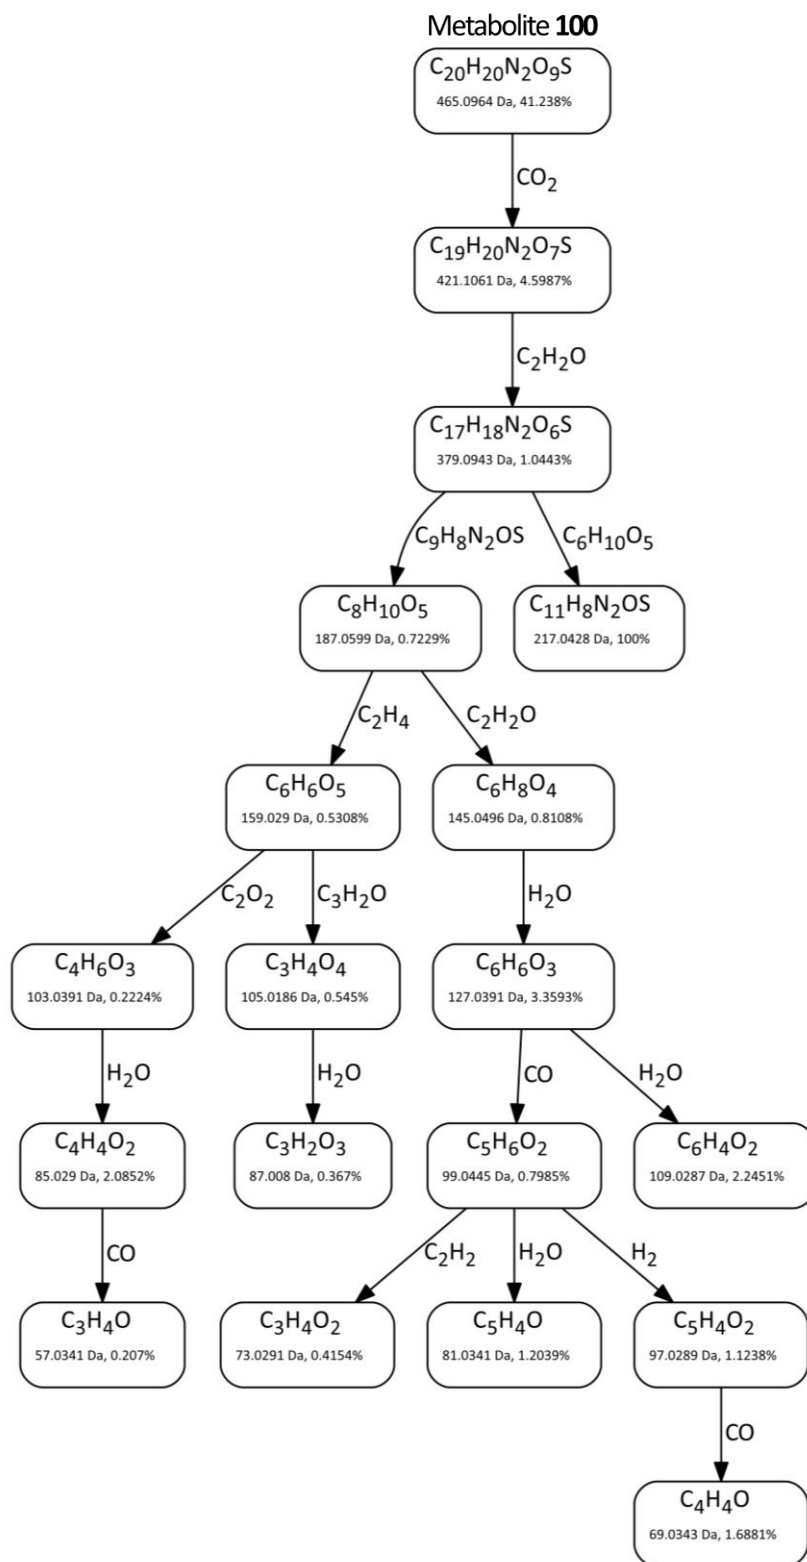 Metabolite 100
C₂₀H₂₀N₂O₉S
465.0964 Da, 41.238%
CO₂
C₁₉H₂₀N₂O₇S
421.1061 Da, 4.5987%
C₂H₂O
C₁₇H₁₈N₂O₆S
379.0943 Da, 1.0443%
C₉H₈N₂OS
C₆H₁₀O₅
C₈H₁₀O₅
187.0599 Da, 0.7229%
C₁₁H₈N₂OS
217.0428 Da, 100%
C₂H₄
C₂H₂O
C₆H₆O₅
159.029 Da, 0.5308%
C₆H₈O₄
145.0496 Da, 0.8108%
C₂O₂
C₃H₂O
H₂O
C₄H₆O₃
103.0391 Da, 0.2224%
C₃H₄O₄
105.0186 Da, 0.545%
C₆H₆O₃
127.0391 Da, 3.3593%
H₂O
H₂O
CO
H₂O
C₄H₄O₂
85.029 Da, 2.0852%
C₃H₂O₃
87.008 Da, 0.367%
C₅H₆O₂
99.0445 Da, 0.7985%
C₆H₄O₂
109.0287 Da, 2.2451%
CO
C₂H₂
H₂O
H₂
C₃H₄O
57.0341 Da, 0.207%
C₃H₄O₂
73.0291 Da, 0.4154%
C₅H₄O
81.0341 Da, 1.2039%
C₅H₄O₂
97.0289 Da, 1.1238%
CO
C₄H₄O
69.0343 Da, 1.6881%